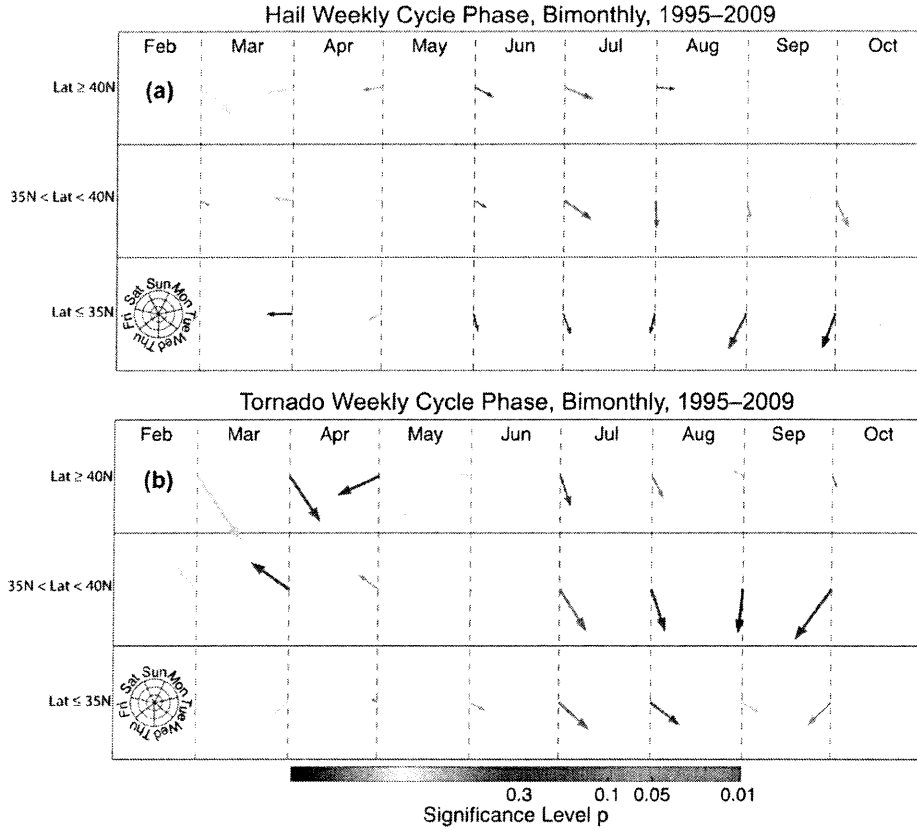 Hail Weekly Cycle Phase, Bimonthly, 1995–2009
Feb Mar Apr May Jun Jul Aug Sep Oct
Lat ≥ 40N (a)
35N < Lat < 40N
Lat ≤ 35N
Sun Mon Tue Wed Thu Fri Sat
Tornado Weekly Cycle Phase, Bimonthly, 1995–2009
Feb Mar Apr May Jun Jul Aug Sep Oct
Lat ≥ 40N (b)
35N < Lat < 40N
Lat ≤ 35N
Sun Mon Tue Wed Thu Fri Sat
0.3 0.1 0.05 0.01
Significance Level p